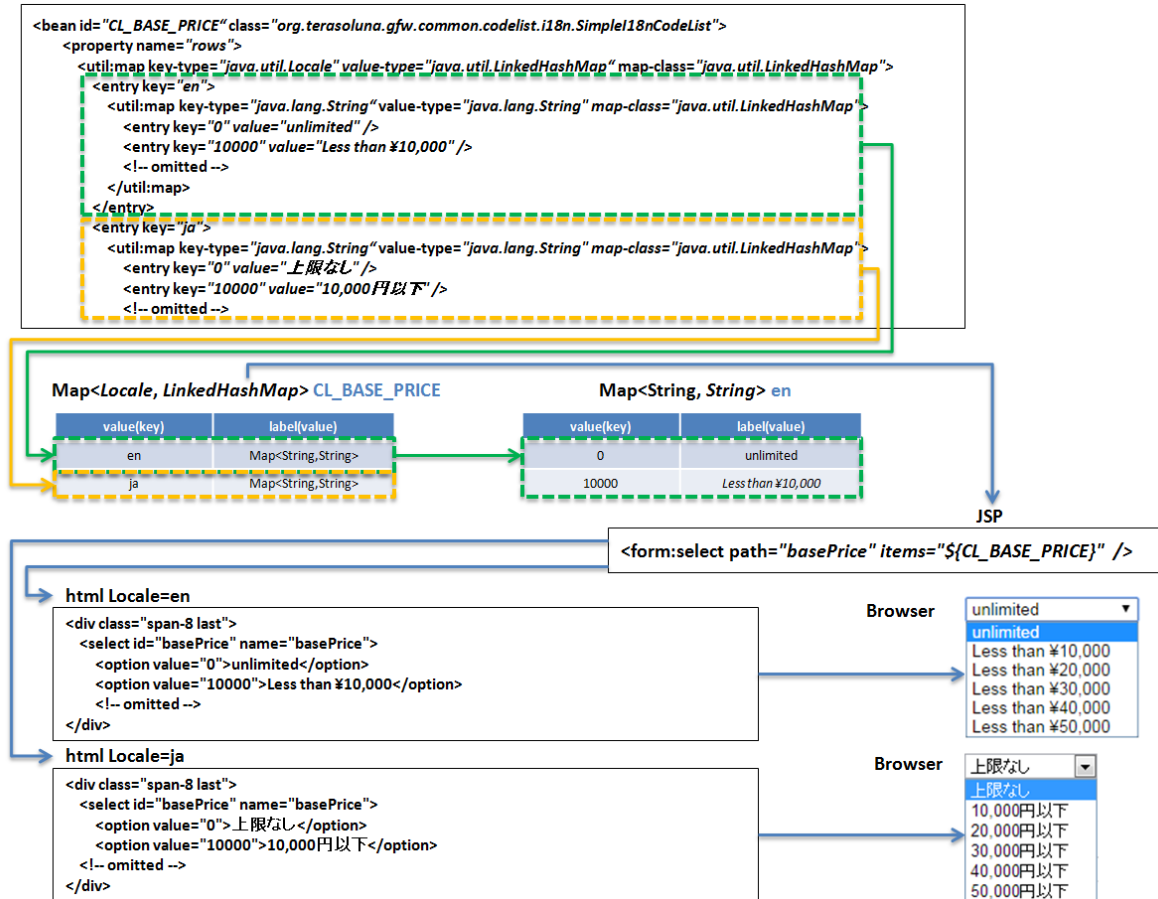 <bean id="CL_BASE_PRICE“ class="org.terasoluna.gfw.common.codelist.i18n.SimpleI18nCodeList">
<property name="rows">
<util:map key-type="java.util.Locale" value-type="java.util.LinkedHashMap“ map-class="java.util.LinkedHashMap">
<entry key="en">
<util:map key-type="java.lang.String“ value-type="java.lang.String" map-class="java.util.LinkedHashMap">
<entry key="0" value="unlimited" />
<entry key="10000" value="Less than ¥10,000" />
<!-- omitted -->
</util:map>
</entry>
<entry key="ja">
<util:map key-type="java.lang.String“ value-type="java.lang.String" map-class="java.util.LinkedHashMap">
<entry key="0" value="上限なし" />
<entry key="10000" value="10,000円以下" />
<!-- omitted -->
Map<Locale, LinkedHashMap> CL_BASE_PRICE
value(key) label(value)
en Map<String,String>
ja Map<String,String>
Map<String, String> en
value(key) label(value)
0 unlimited
10000 Less than ¥10,000
JSP
<form:select path="basePrice" items="${CL_BASE_PRICE}" />
html Locale=en
<div class="span-8 last">
<select id="basePrice" name="basePrice">
<option value="0">unlimited</option>
<option value="10000">Less than ¥10,000</option>
<!-- omitted -->
</div>
Browser
unlimited
unlimited
Less than ¥10,000
Less than ¥20,000
Less than ¥30,000
Less than ¥40,000
Less than ¥50,000
html Locale=ja
<div class="span-8 last">
<select id="basePrice" name="basePrice">
<option value="0">上限なし</option>
<option value="10000">10,000円以下</option>
<!-- omitted -->
</div>
Browser
上限なし
上限なし
10,000円以下
20,000円以下
30,000円以下
40,000円以下
50,000円以下